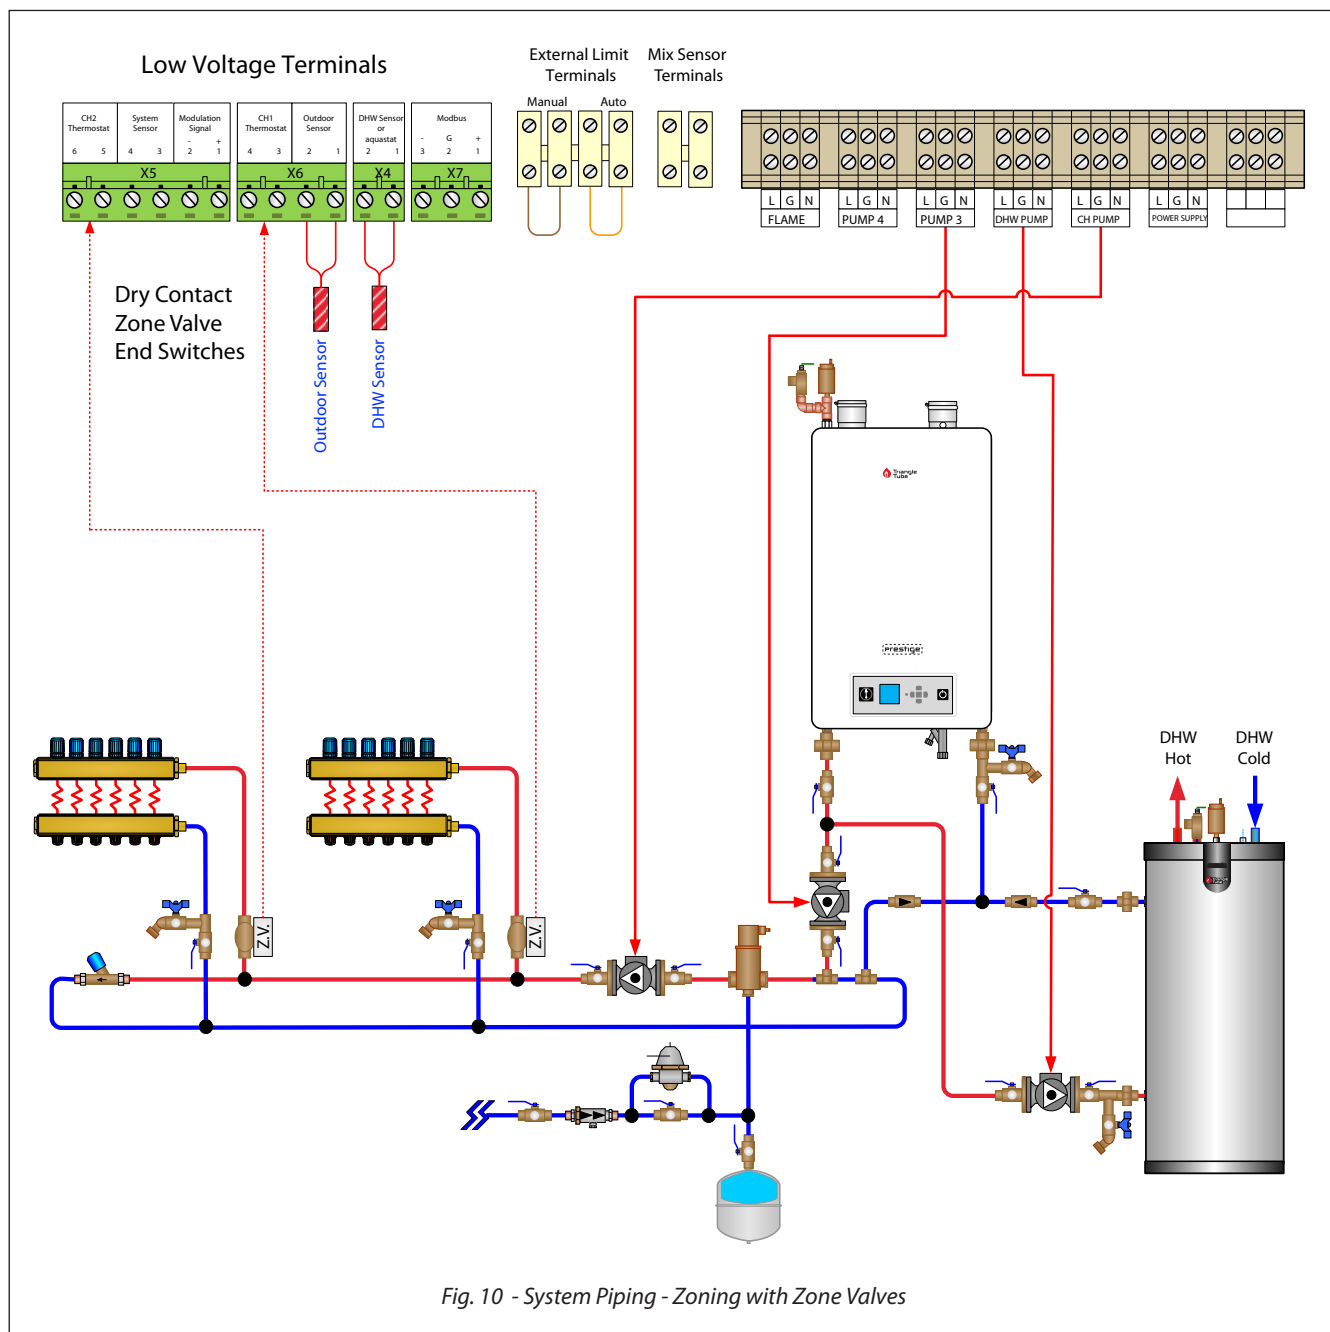 Low Voltage Terminals
External Limit
Terminals
Mix Sensor
Terminals
Manual
Auto
CH2
Thermostat
6 5
System
Sensor
4 3
Modulation
Signal
- +
2 1
CH1
Thermostat
4 3
Outdoor
Sensor
2 1
DHW Sensor
or
aquastat
2 1
Modbus
- G +
3 2 1
X5
X6
X4
X7
L G N
FLAME
L G N
PUMP 4
L G N
PUMP 3
L G N
DHW PUMP
L G N
CH PUMP
L G N
POWER SUPPLY
Dry Contact
Zone Valve
End Switches
Outdoor Sensor
DHW Sensor
Triangle
Tube
Prestige
DHW
Hot
DHW
Cold
Z.V.
Z.V.
Fig. 10 - System Piping - Zoning with Zone Valves